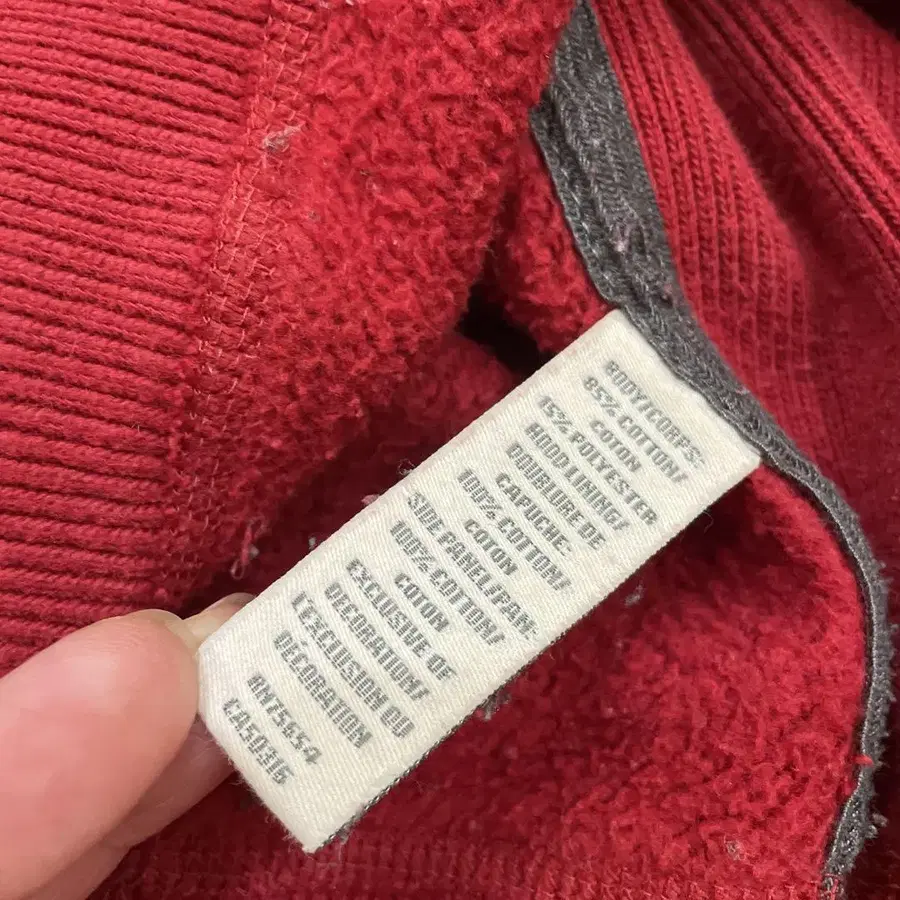 BODY/CORPS:
85% COTTON/
COTON
15% POLYESTER
HOOD LINING/
DOUBLURE DE
CAPUCHE:
100% COTTON/
COTON
SIDE PANEL/PAN:
100% COTTON/
COTON
EXCLUSIVE OF
DECORATION/
L'EXCLUSION DU
DÉCORATION
RN75654
CA50316